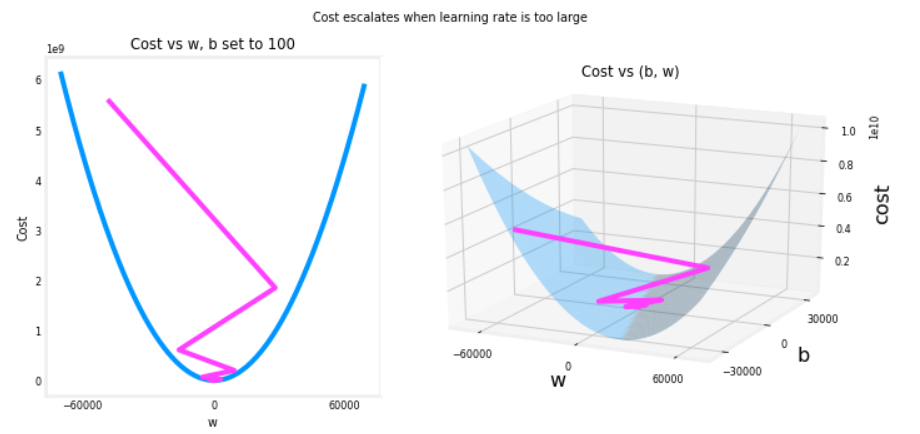 Cost escalates when learning rate is too large
Cost vs w, b set to 100
1e9
6
5
4
3
2
1
0
Cost
−60000
0
60000
w
Cost vs (b, w)
1e10
1.0
0.8
0.6
0.4
0.2
cost
30000
0
−30000
b
−60000
0
60000
w